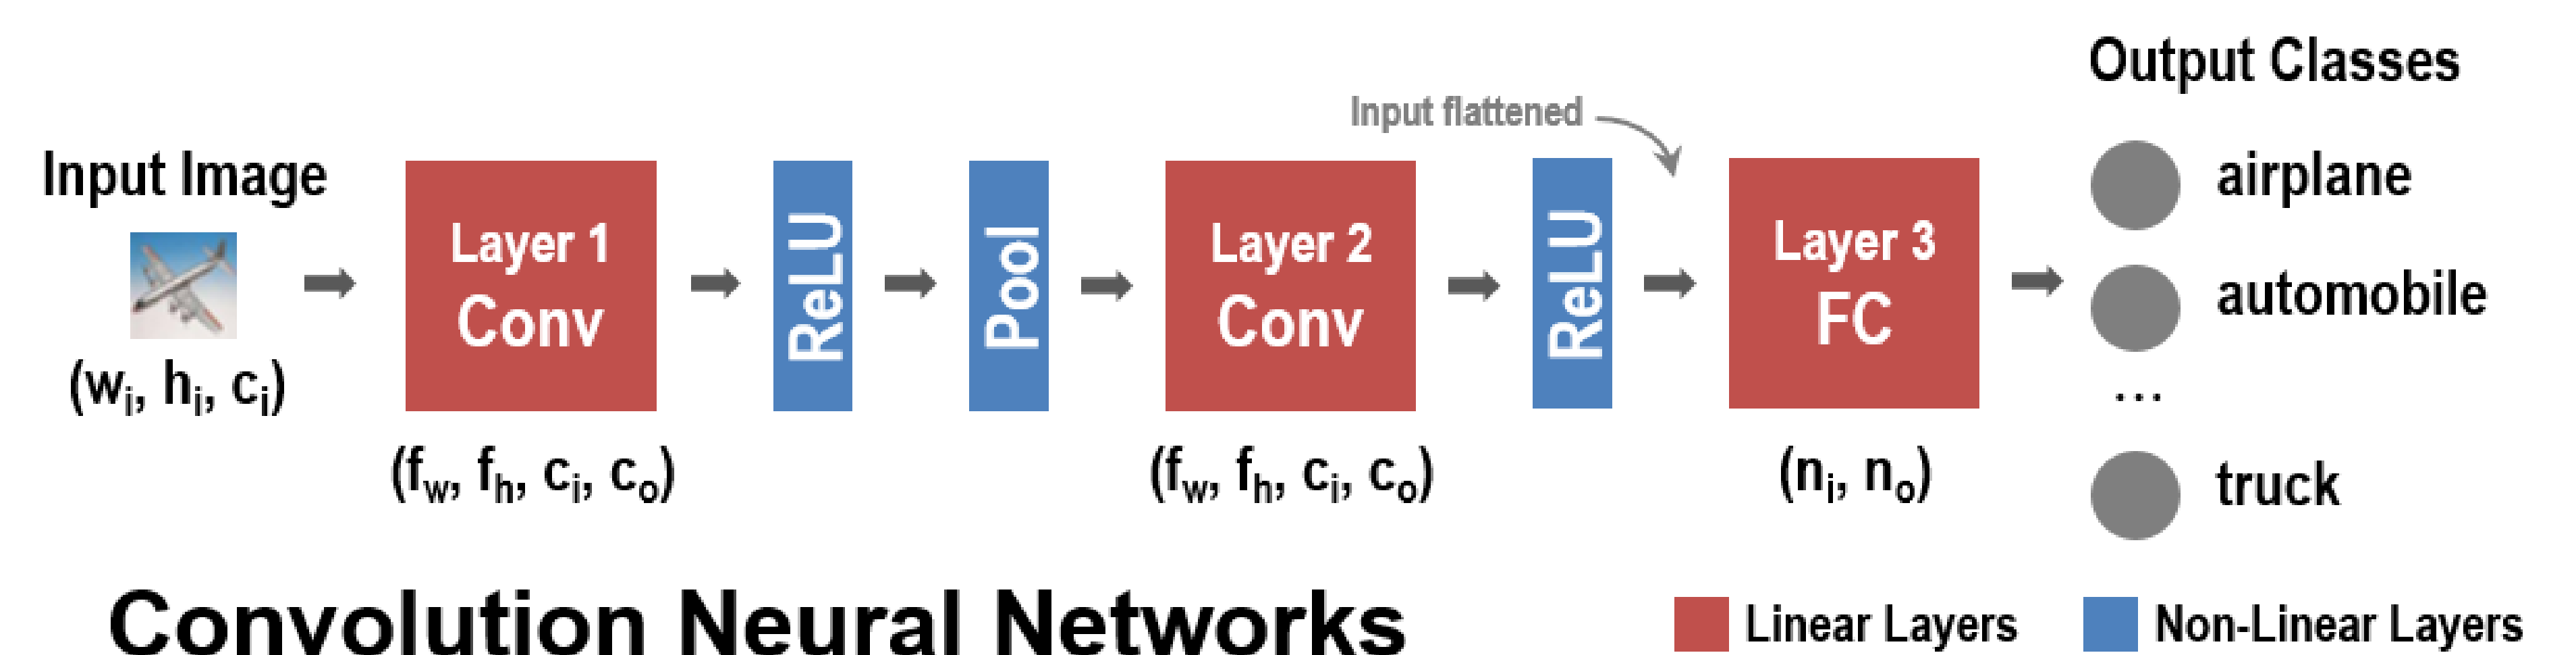 Output Classes
Input flattened
Input Image
airplane
Layer 1
Conv
ReLU
Pool
Layer 2
Conv
ReLU
Layer 3
FC
automobile
(wi, hi, ci)
...
(fw, fh, ci, co)
(fw, fh, ci, co)
(ni, no)
truck
Convolution Neural Networks
Linear Layers
Non-Linear Layers